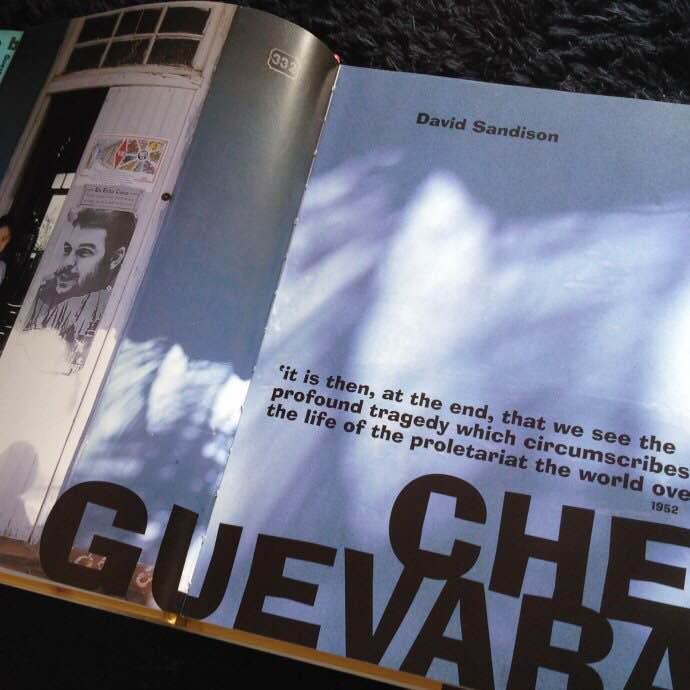 332
David Sandison
‘it is then, at the end, that we see the
profound tragedy which circumscribes
the life of the proletariat the world ove
1952
CHE
GUEVARA